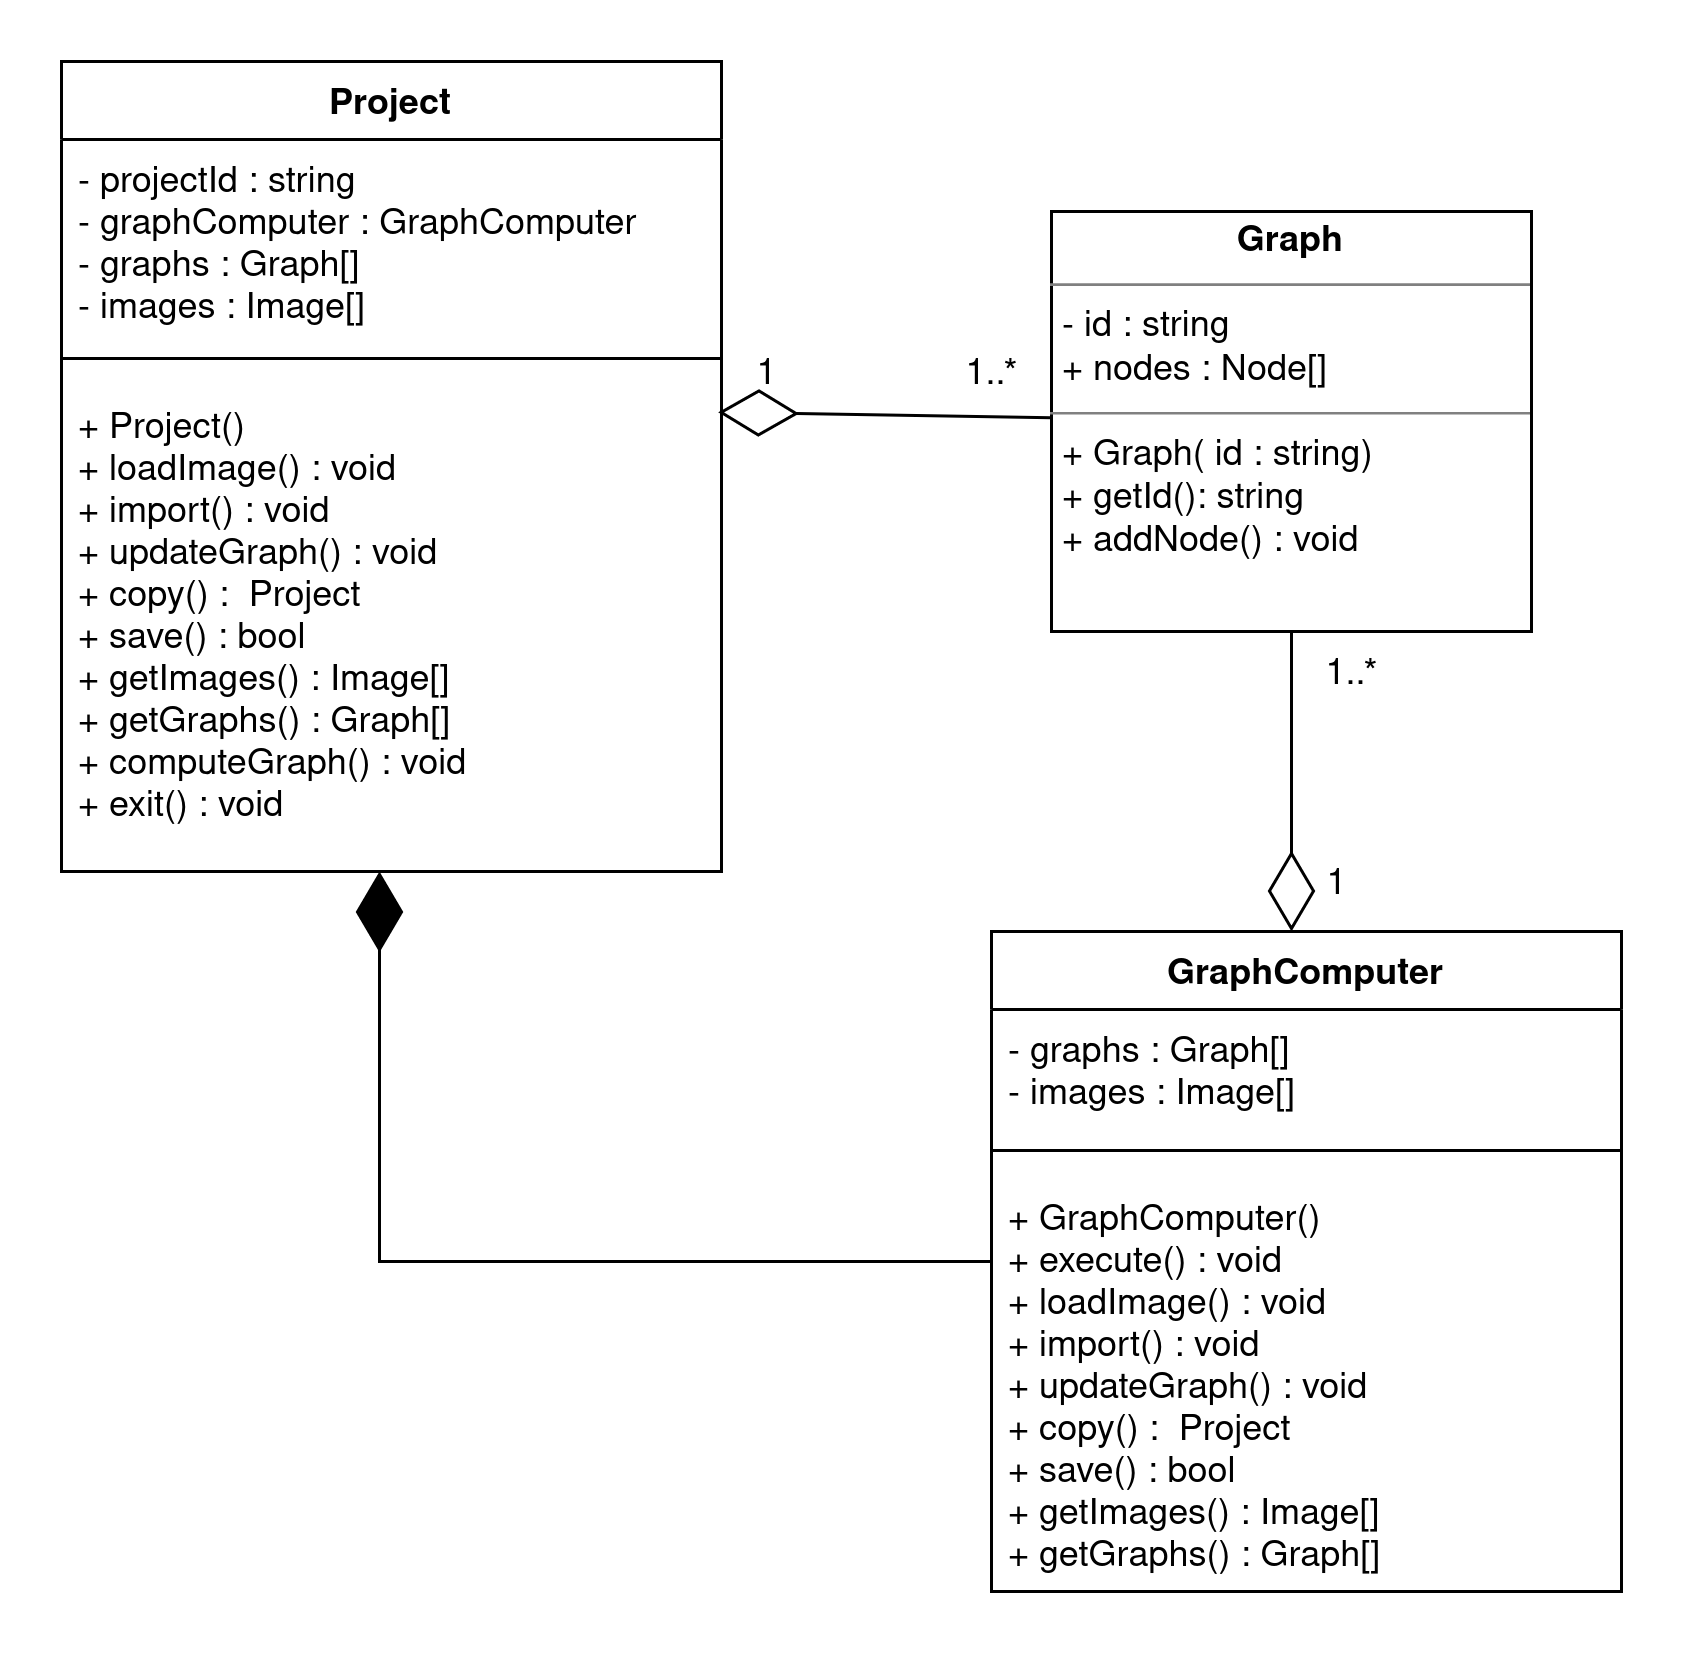 Project
- projectId : string
- graphComputer : GraphComputer
- graphs : Graph[]
- images : Image[]
+ Project()
+ loadImage() : void
+ import() : void
+ updateGraph() : void
+ copy() :  Project
+ save() : bool
+ getImages() : Image[]
+ getGraphs() : Graph[]
+ computeGraph() : void
+ exit() : void
1
1..*
Graph
- id : string
+ nodes : Node[]
+ Graph( id : string)
+ getId(): string
+ addNode() : void
1..*
1
GraphComputer
- graphs : Graph[]
- images : Image[]
+ GraphComputer()
+ execute() : void
+ loadImage() : void
+ import() : void
+ updateGraph() : void
+ copy() :  Project
+ save() : bool
+ getImages() : Image[]
+ getGraphs() : Graph[]